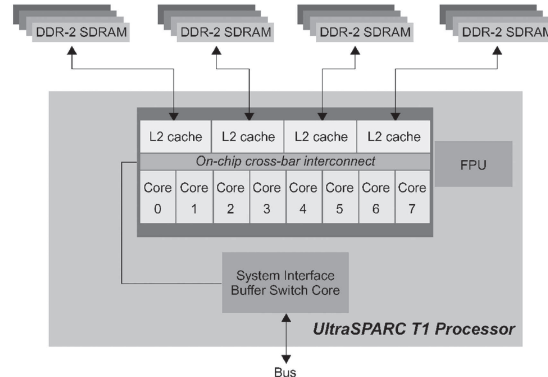 DDR-2 SDRAM
DDR-2 SDRAM
DDR-2 SDRAM
DDR-2 SDRAM
L2 cache
L2 cache
L2 cache
L2 cache
On-chip cross-bar interconnect
FPU
Core
0
Core
1
Core
2
Core
3
Core
4
Core
5
Core
6
Core
7
System Interface
Buffer Switch Core
UltraSPARC T1 Processor
Bus